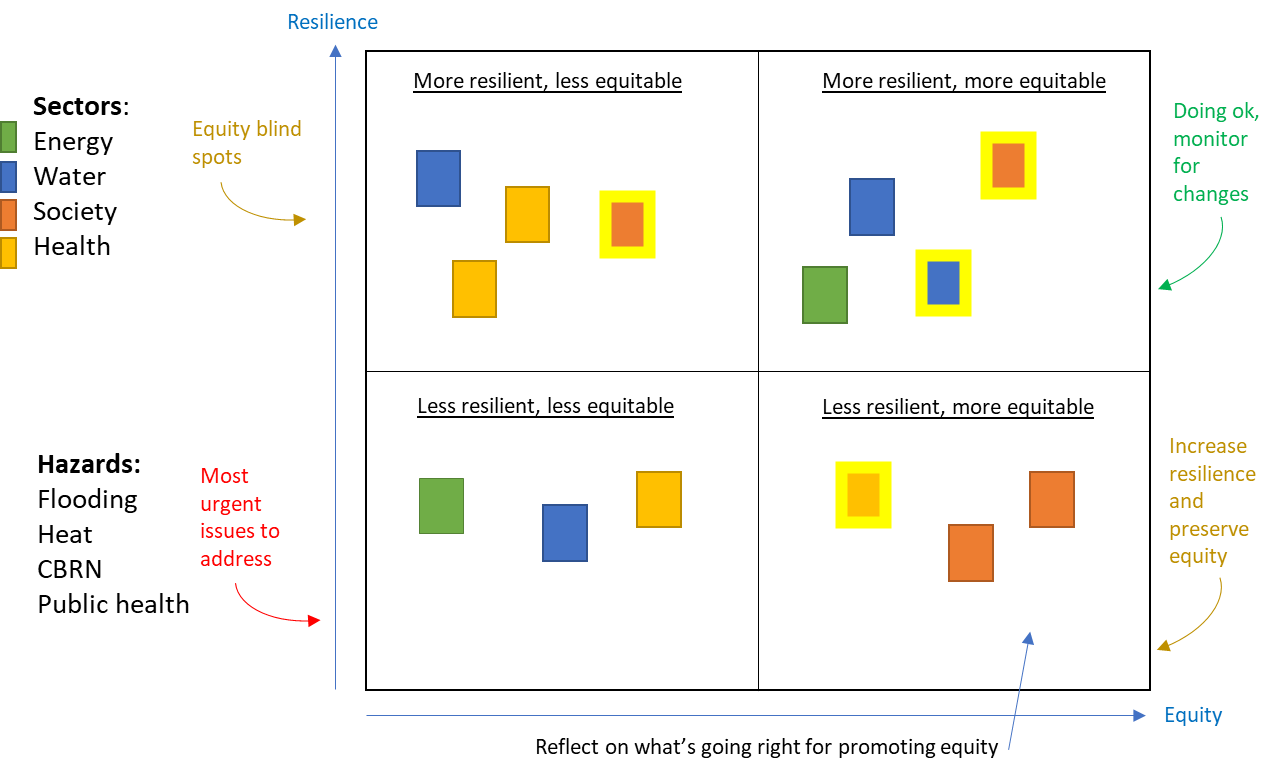 Resilience
Sectors:
Energy
Water
Society
Health
Equity blind
spots
More resilient, less equitable
More resilient, more equitable
Doing ok,
monitor
for
changes
Hazards:
Flooding
Heat
CBRN
Public health
Most
urgent
issues to
address
Less resilient, less equitable
Less resilient, more equitable
Increase
resilience
and
preserve
equity
Equity
Reflect on what’s going right for promoting equity